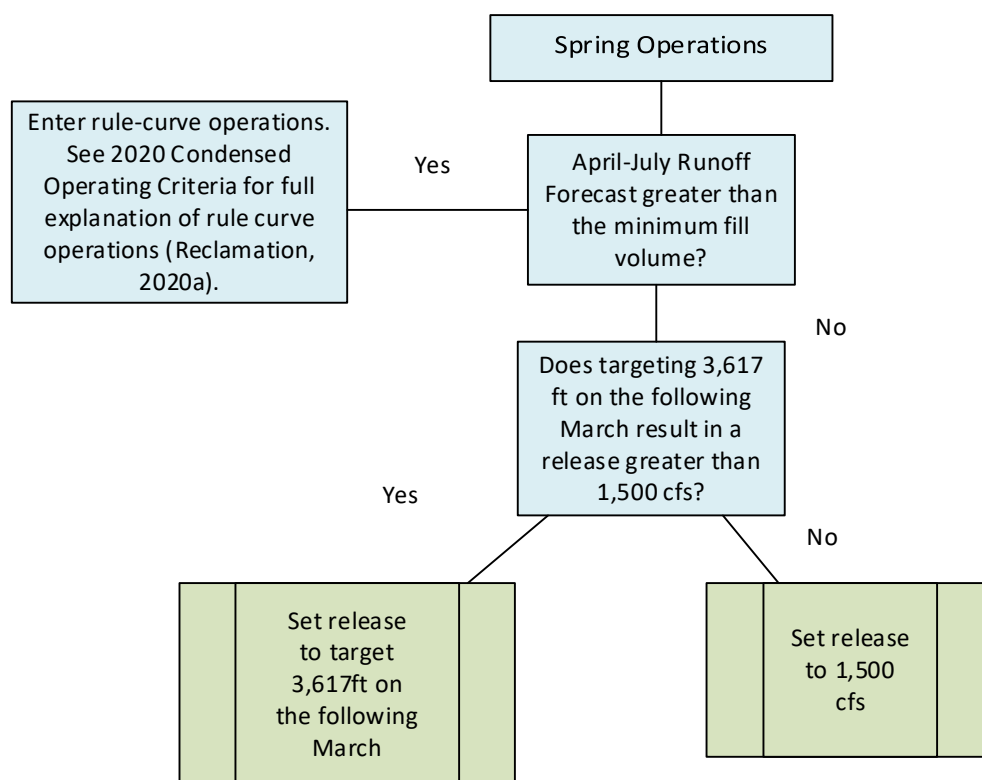 Spring Operations
Enter rule-curve operations.
See 2020 Condensed
Operating Criteria for full
explanation of rule curve
operations (Reclamation,
2020a).
Yes
April-July Runoff
Forecast greater than
the minimum fill
volume?
No
Does targeting 3,617
ft on the following
March result in a
release greater than
1,500 cfs?
Yes
No
Set release
to target
3,617ft on
the following
March
Set release
to 1,500
cfs